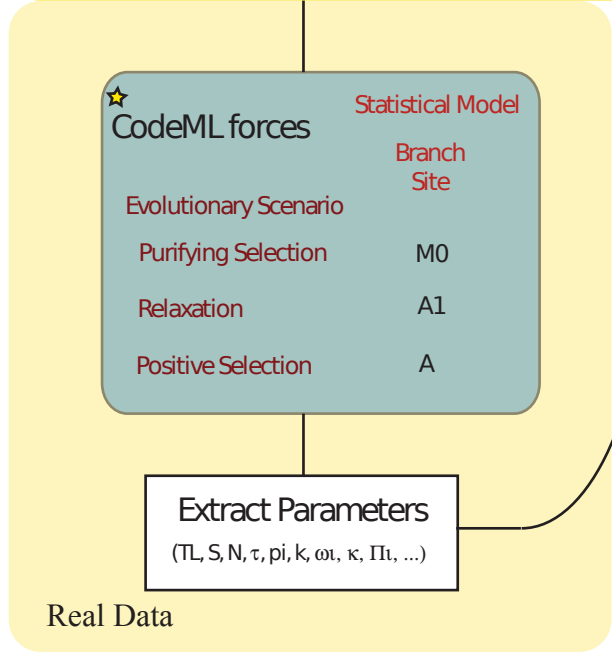 Statistical Model
CodeML forces
Branch
Site
Evolutionary Scenario
Purifying Selection M0
Relaxation A1
Positive Selection A
Extract Parameters
(TL, S, N, τ, pi, k, ωι, κ, Πι, ...)
Real Data